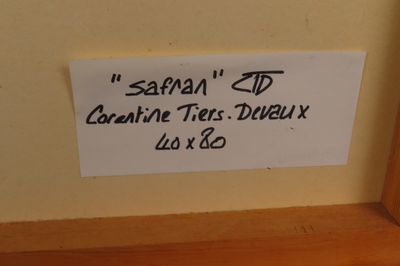 "Safran" CTD
Corentine Tiers. Devaux
40 x 80